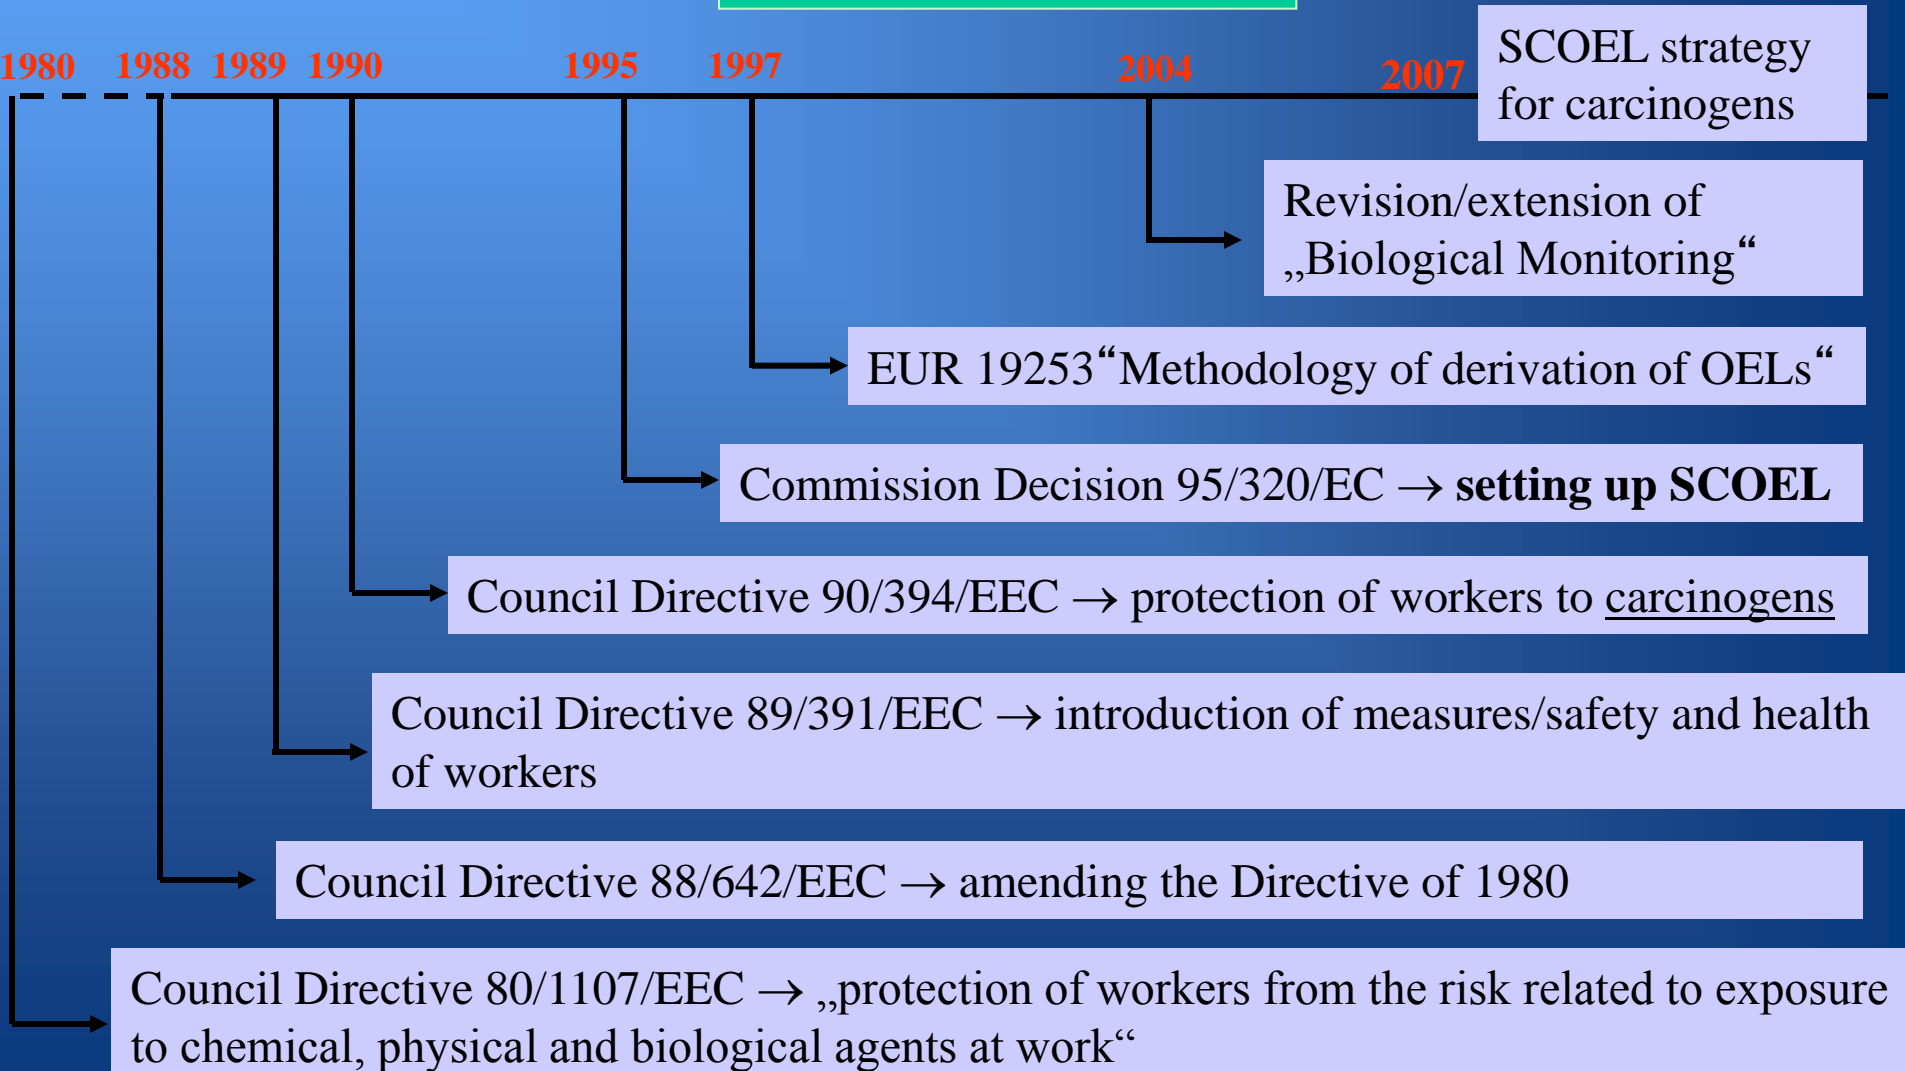 1980 1988 1989 1990 1995 1997 2004 2007
SCOEL strategy
for carcinogens
Revision/extension of
„Biological Monitoring“
EUR 19253“Methodology of derivation of OELs“
Commission Decision 95/320/EC → setting up SCOEL
Council Directive 90/394/EEC → protection of workers to carcinogens
Council Directive 89/391/EEC → introduction of measures/safety and health
of workers
Council Directive 88/642/EEC → amending the Directive of 1980
Council Directive 80/1107/EEC → „protection of workers from the risk related to exposure
to chemical, physical and biological agents at work“